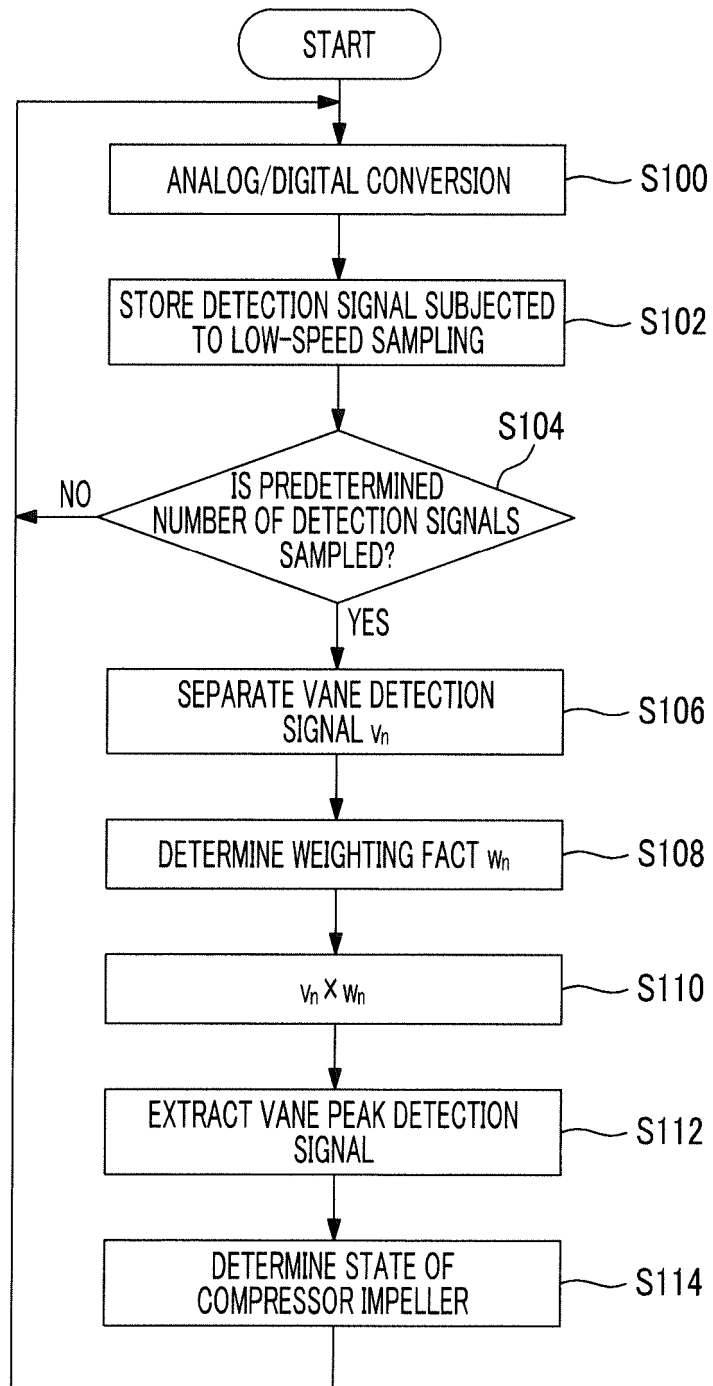 START
ANALOG/DIGITAL CONVERSION
S100
STORE DETECTION SIGNAL SUBJECTED
TO LOW-SPEED SAMPLING
S102
S104
IS PREDETERMINED
NUMBER OF DETECTION SIGNALS
SAMPLED?
NO
YES
SEPARATE VANE DETECTION
SIGNAL Vn
S106
DETERMINE WEIGHTING FACT Wn
S108
Vn X Wn
S110
EXTRACT VANE PEAK DETECTION
SIGNAL
S112
DETERMINE STATE OF
COMPRESSOR IMPELLER
S114